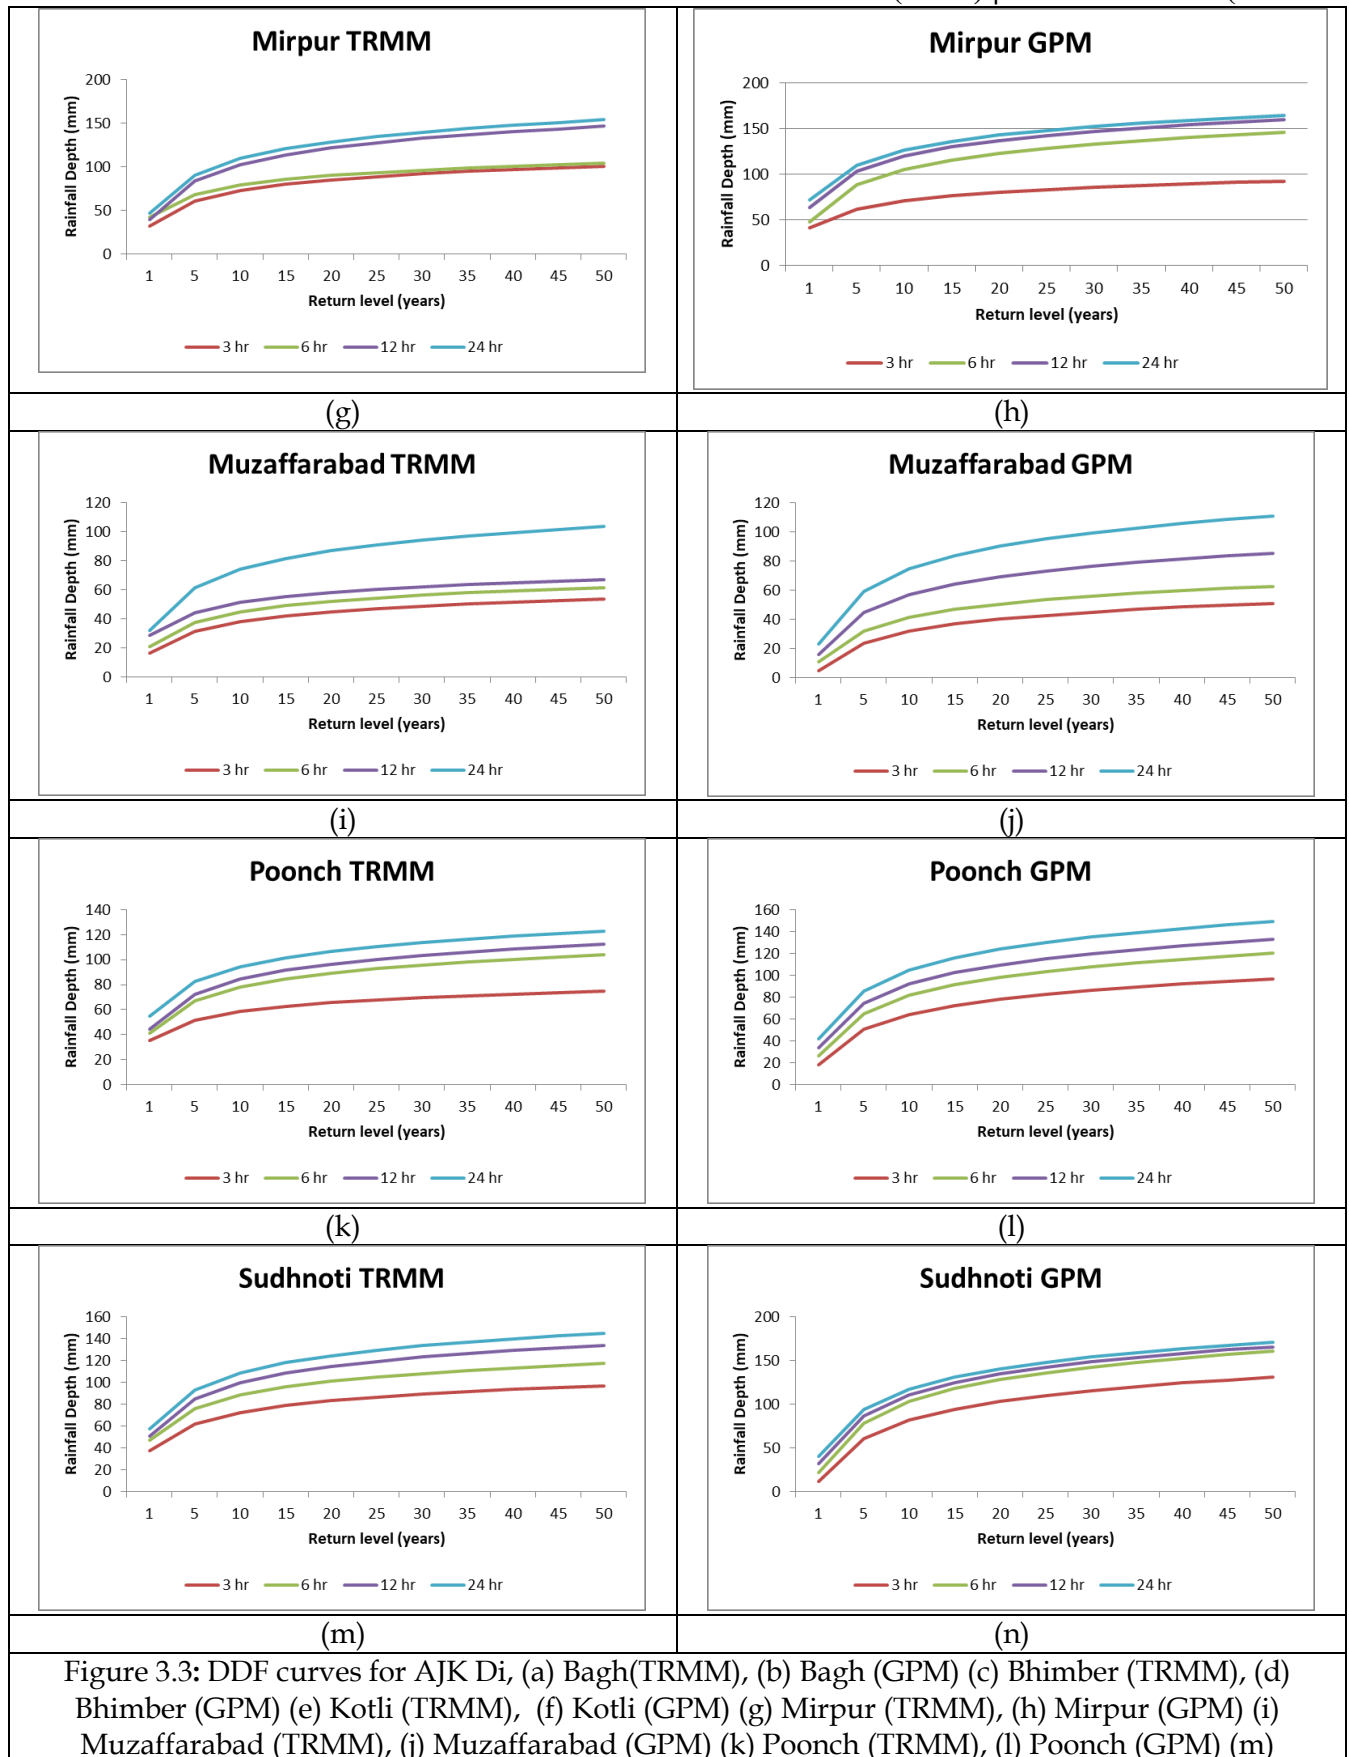 Mirpur TRMM
Rainfall Depth (mm)
200
150
100
50
0
1 5 10 15 20 25 30 35 40 45 50
Return level (years)
3 hr 6 hr 12 hr 24 hr
Mirpur GPM
Rainfall Depth (mm)
200
150
100
50
0
1 5 10 15 20 25 30 35 40 45 50
Return level (years)
3 hr 6 hr 12 hr 24 hr
(g) (h)
Muzaffarabad TRMM
Rainfall Depth (mm)
120
100
80
60
40
20
0
1 5 10 15 20 25 30 35 40 45 50
Return level (years)
3 hr 6 hr 12 hr 24 hr
Muzaffarabad GPM
Rainfall Depth (mm)
120
100
80
60
40
20
0
1 5 10 15 20 25 30 35 40 45 50
Return level (years)
3 hr 6 hr 12 hr 24 hr
(i) (j)
Poonch TRMM
Rainfall Depth (mm)
140
120
100
80
60
40
20
0
1 5 10 15 20 25 30 35 40 45 50
Return level (years)
3 hr 6 hr 12 hr 24 hr
Poonch GPM
Rainfall Depth (mm)
160
140
120
100
80
60
40
20
0
1 5 10 15 20 25 30 35 40 45 50
Return level (years)
3 hr 6 hr 12 hr 24 hr
(k) (l)
Sudhnoti TRMM
Rainfall Depth (mm)
160
140
120
100
80
60
40
20
0
1 5 10 15 20 25 30 35 40 45 50
Return level (years)
3 hr 6 hr 12 hr 24 hr
Sudhnoti GPM
Rainfall Depth (mm)
200
150
100
50
0
1 5 10 15 20 25 30 35 40 45 50
Return level (years)
3 hr 6 hr 12 hr 24 hr
(m) (n)
Figure 3.3: DDF curves for AJK Di, (a) Bagh(TRMM), (b) Bagh (GPM) (c) Bhimber (TRMM), (d)
Bhimber (GPM) (e) Kotli (TRMM), (f) Kotli (GPM) (g) Mirpur (TRMM), (h) Mirpur (GPM) (i)
Muzaffarabad (TRMM), (j) Muzaffarabad (GPM) (k) Poonch (TRMM), (l) Poonch (GPM) (m)